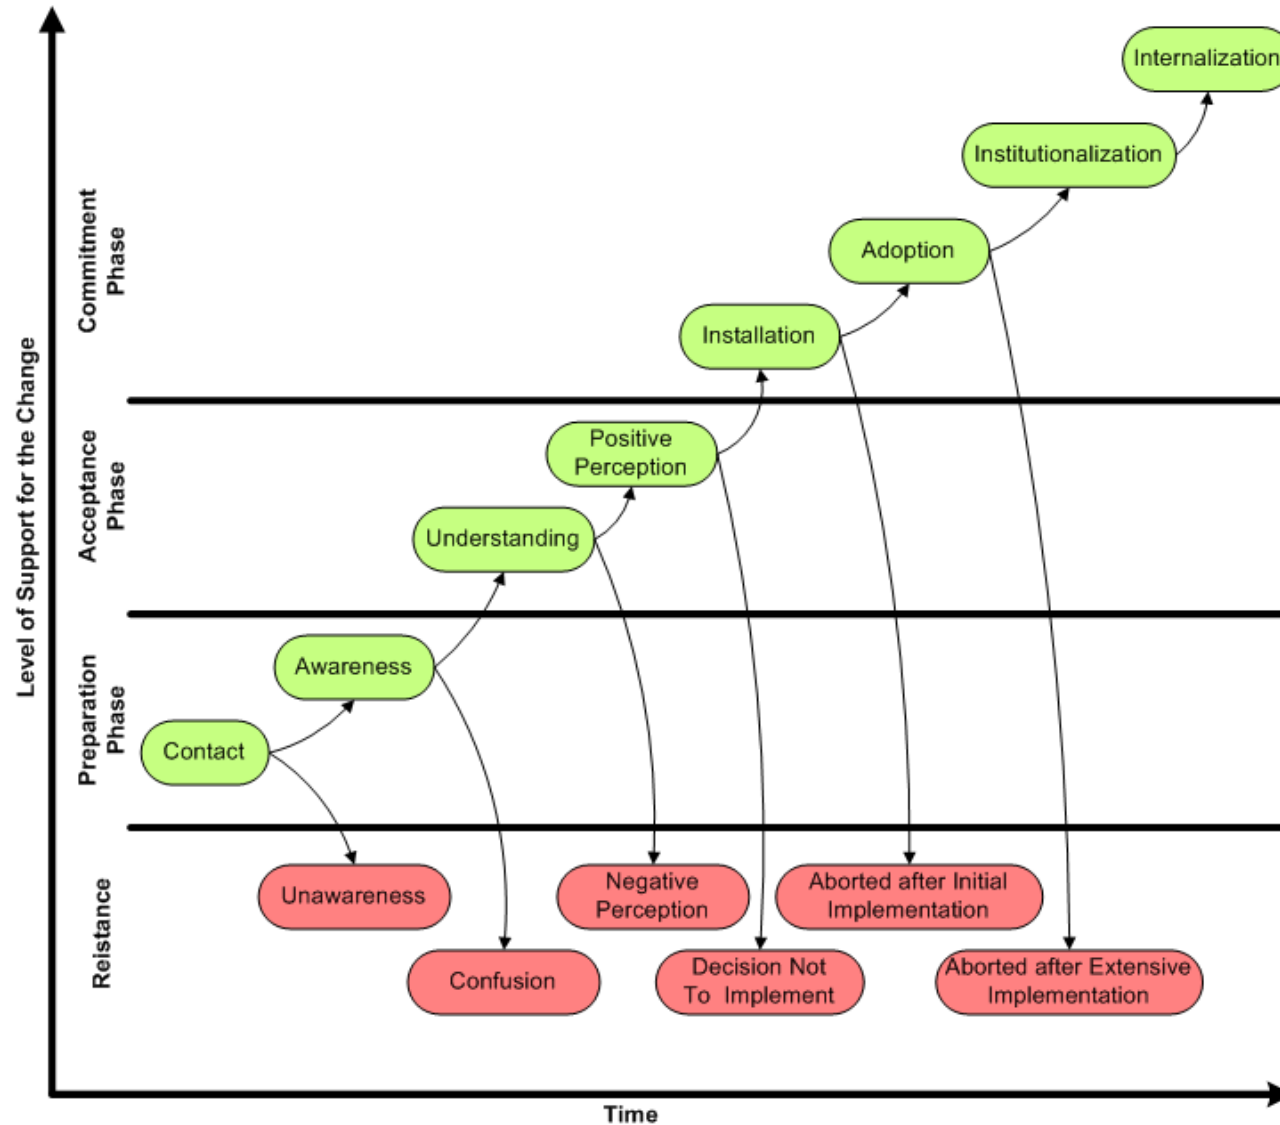 Internalization
Institutionalization
Adoption
Installation
Commitment
Phase
Level of Support for the Change
Positive
Perception
Understanding
Acceptance
Phase
Awareness
Contact
Preparation
Phase
Unawareness
Negative
Perception
Aborted after Initial
Implementation
Confusion
Decision Not
To Implement
Aborted after Extensive
Implementation
Reistance
Time